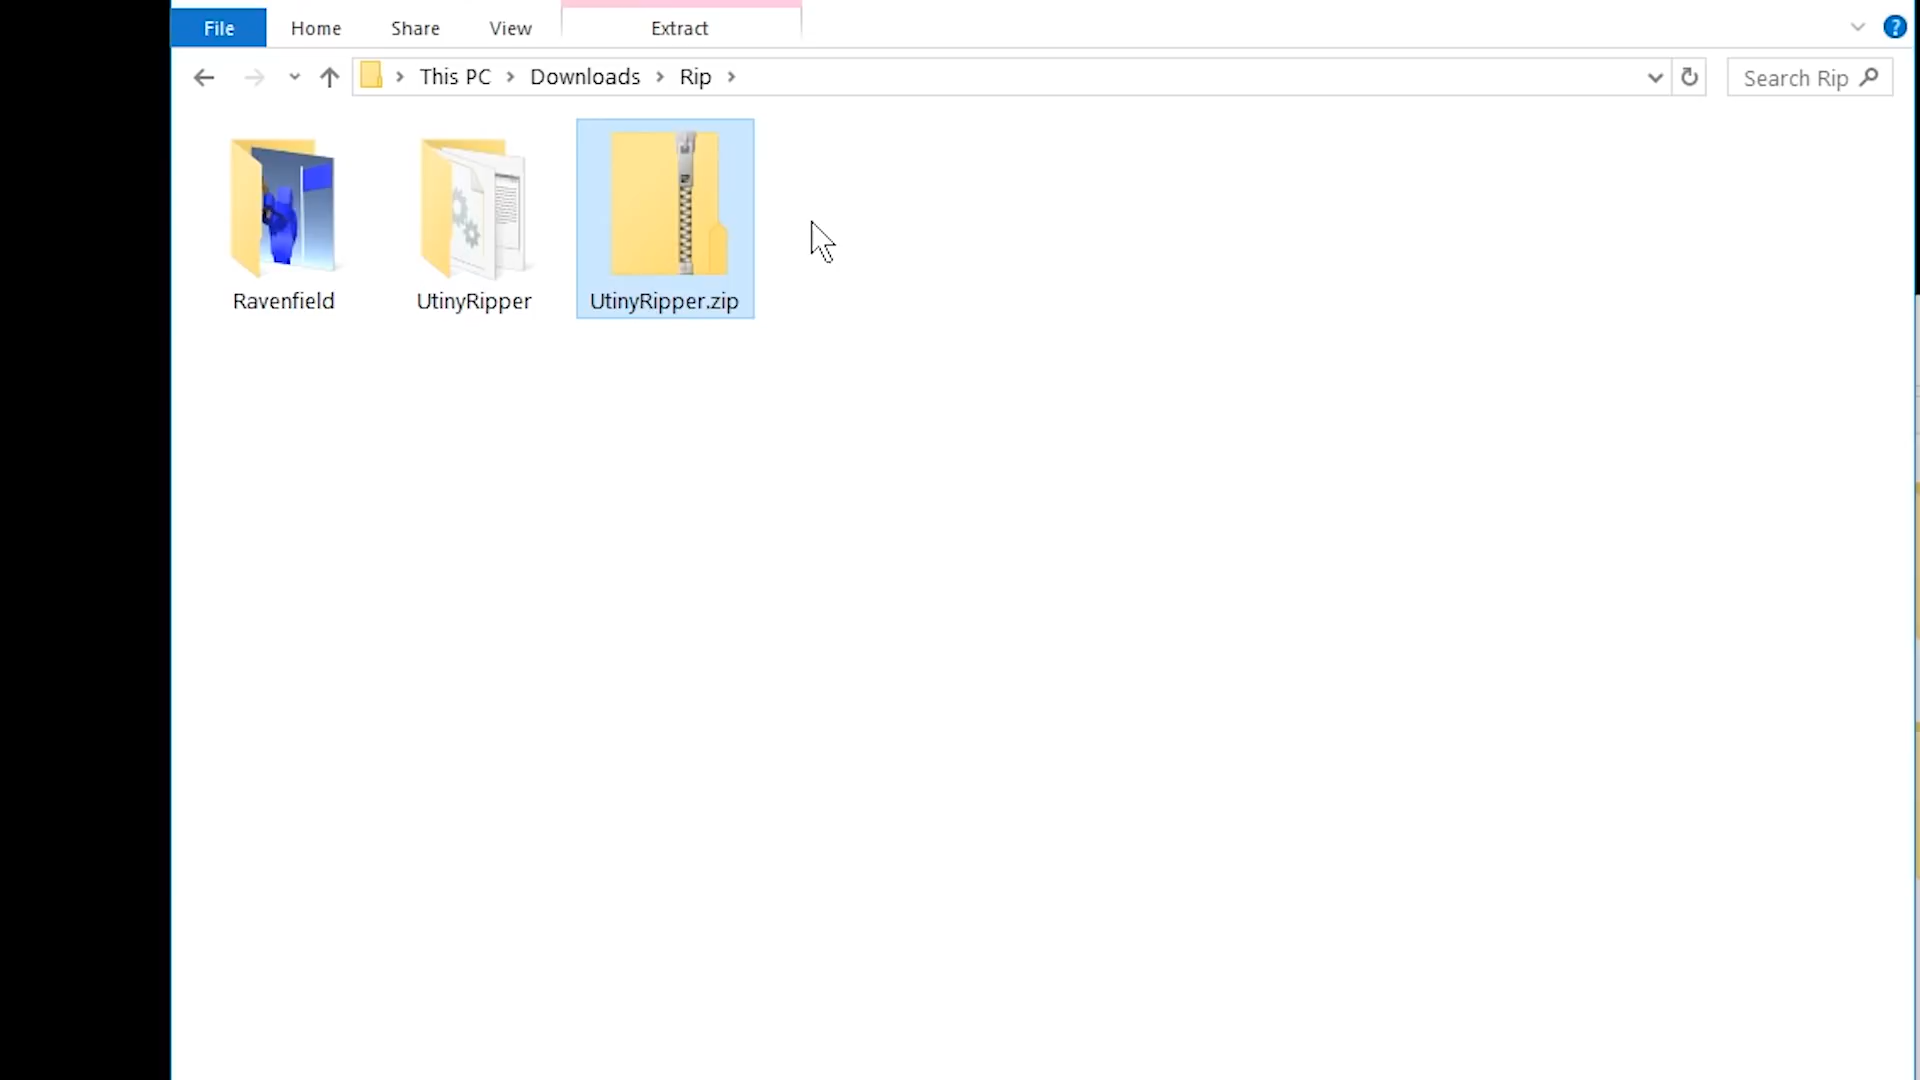 File Home Share View Extract
This PC Downloads Rip
Search Rip
Ravenfield UtinyRipper UtinyRipper.zip